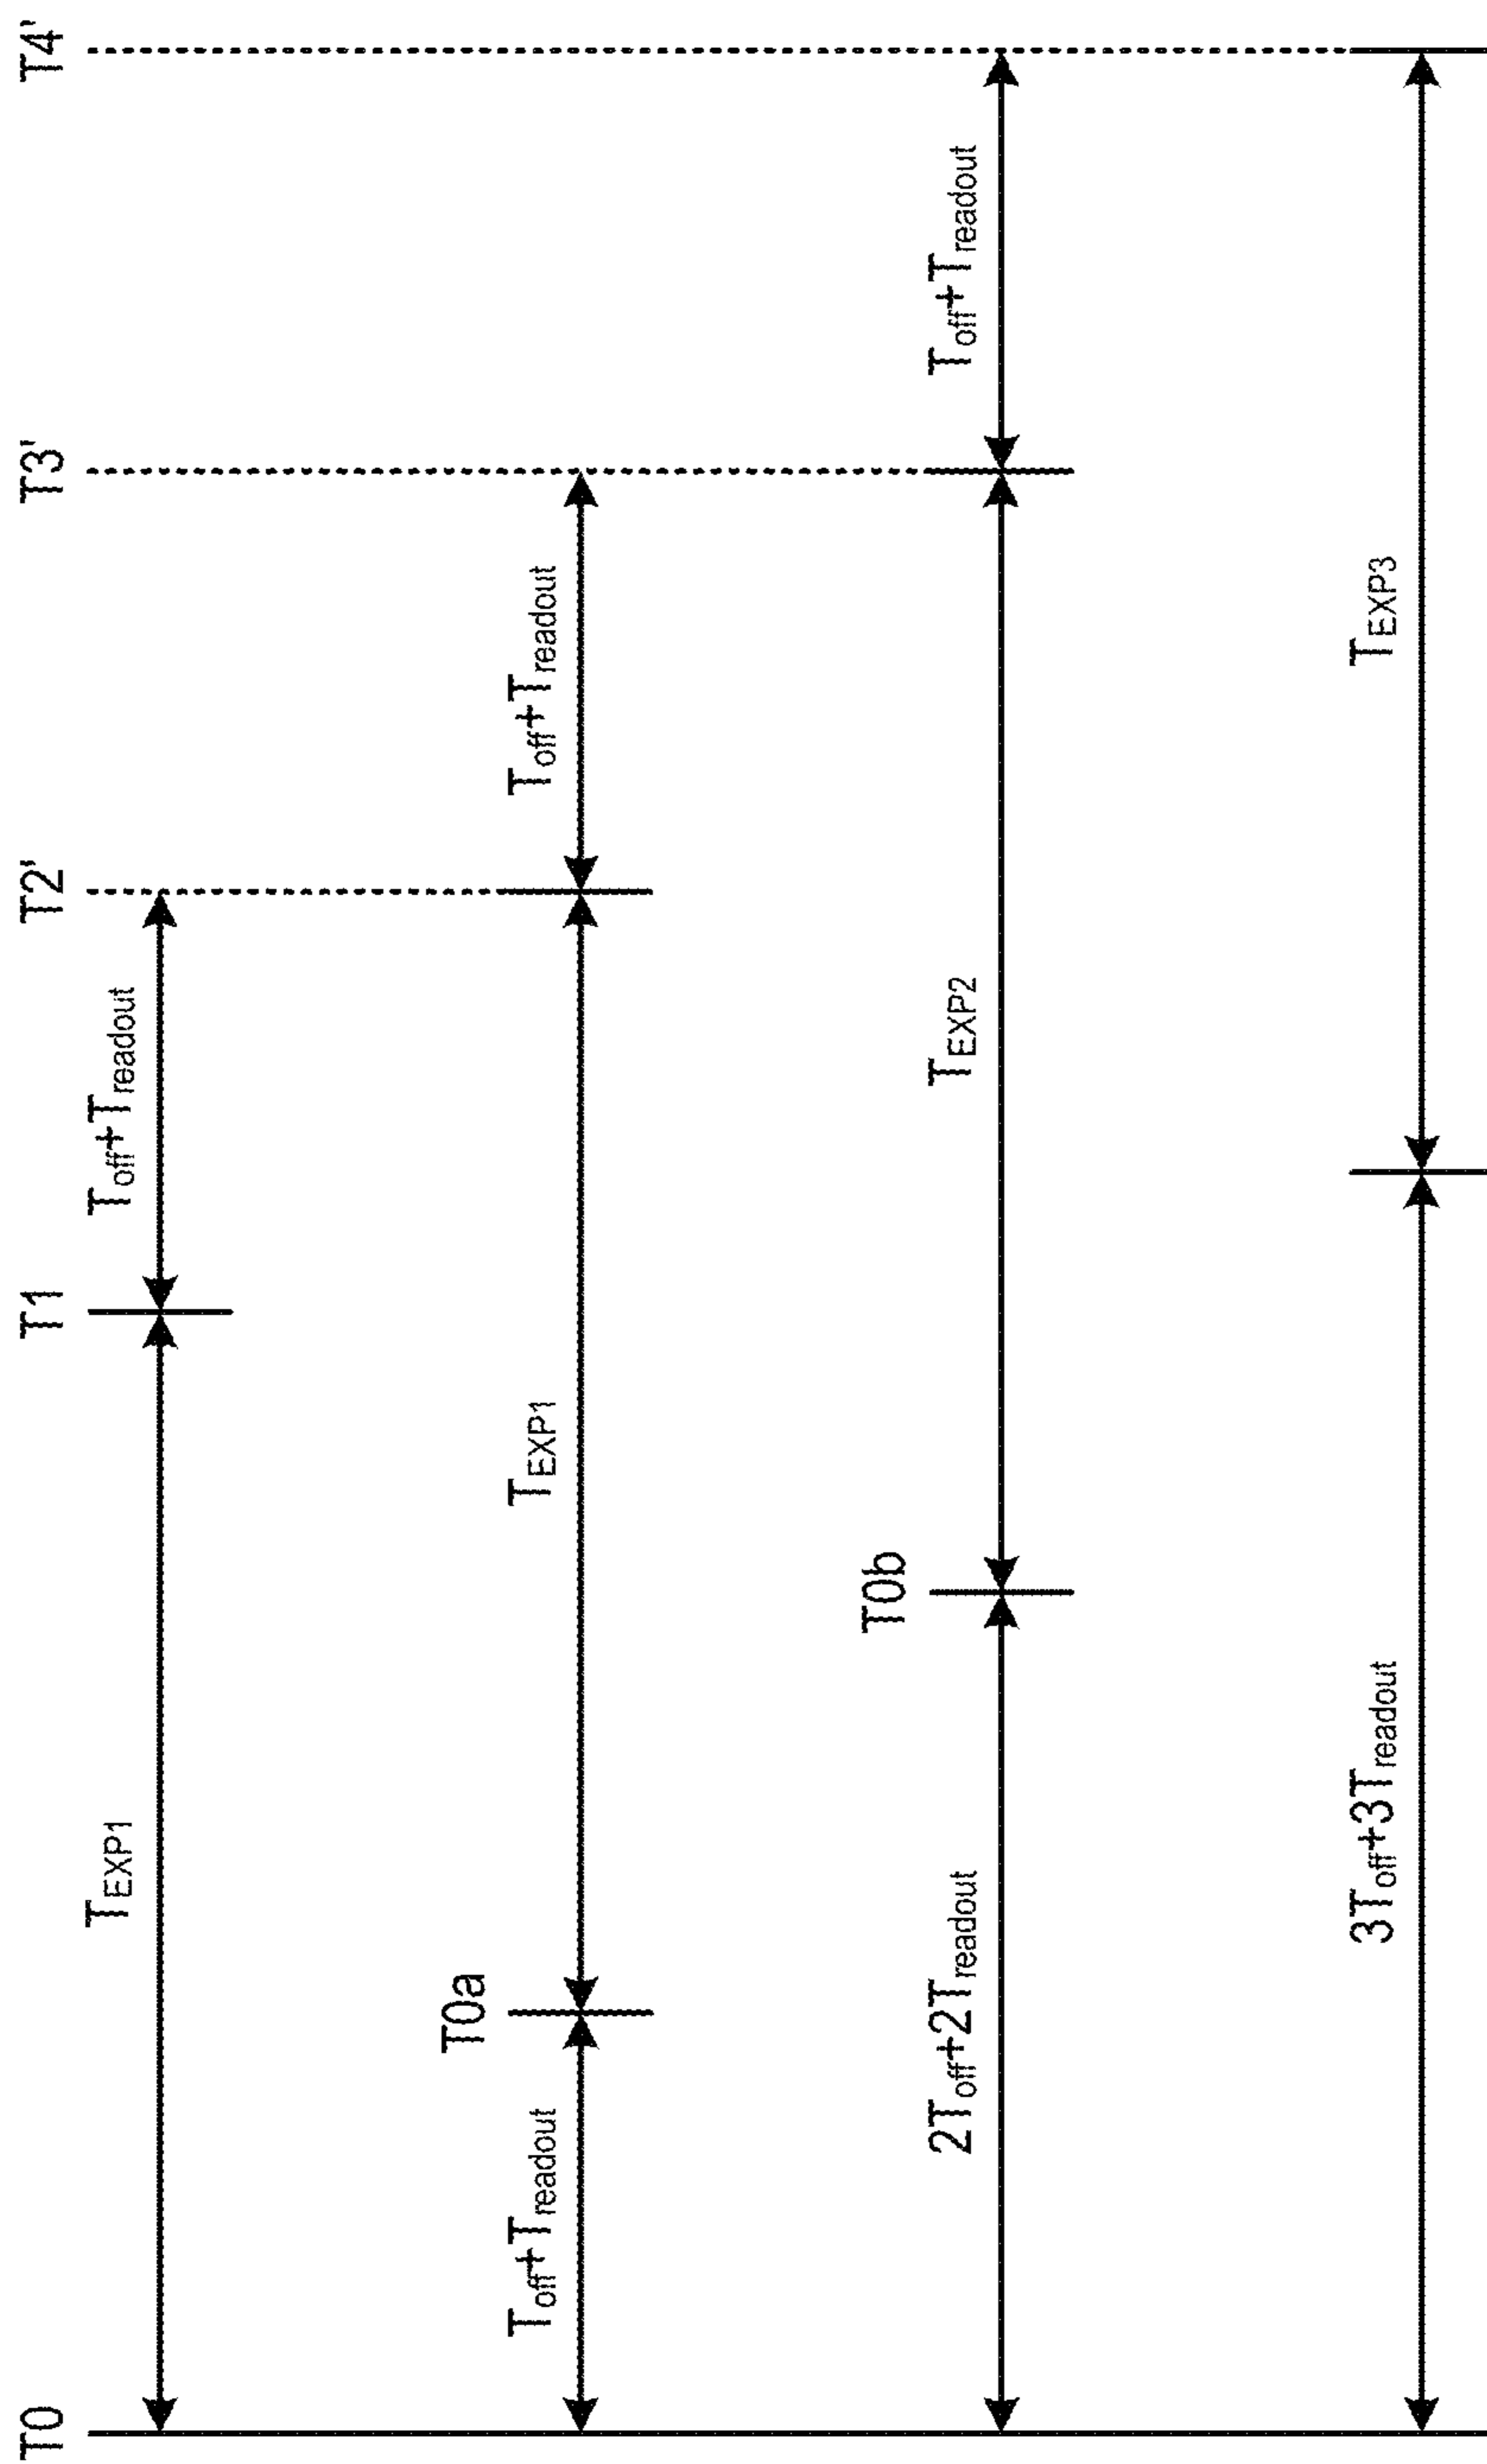 T0 T1 T2' T3' T4'
TEXP1 Toff+Treadout
T0a
Toff+Treadout TEXP1 Toff+Treadout
T0b
2Toff+2Treadout TEXP2 Toff+Treadout
3Toff+3Treadout TEXP3